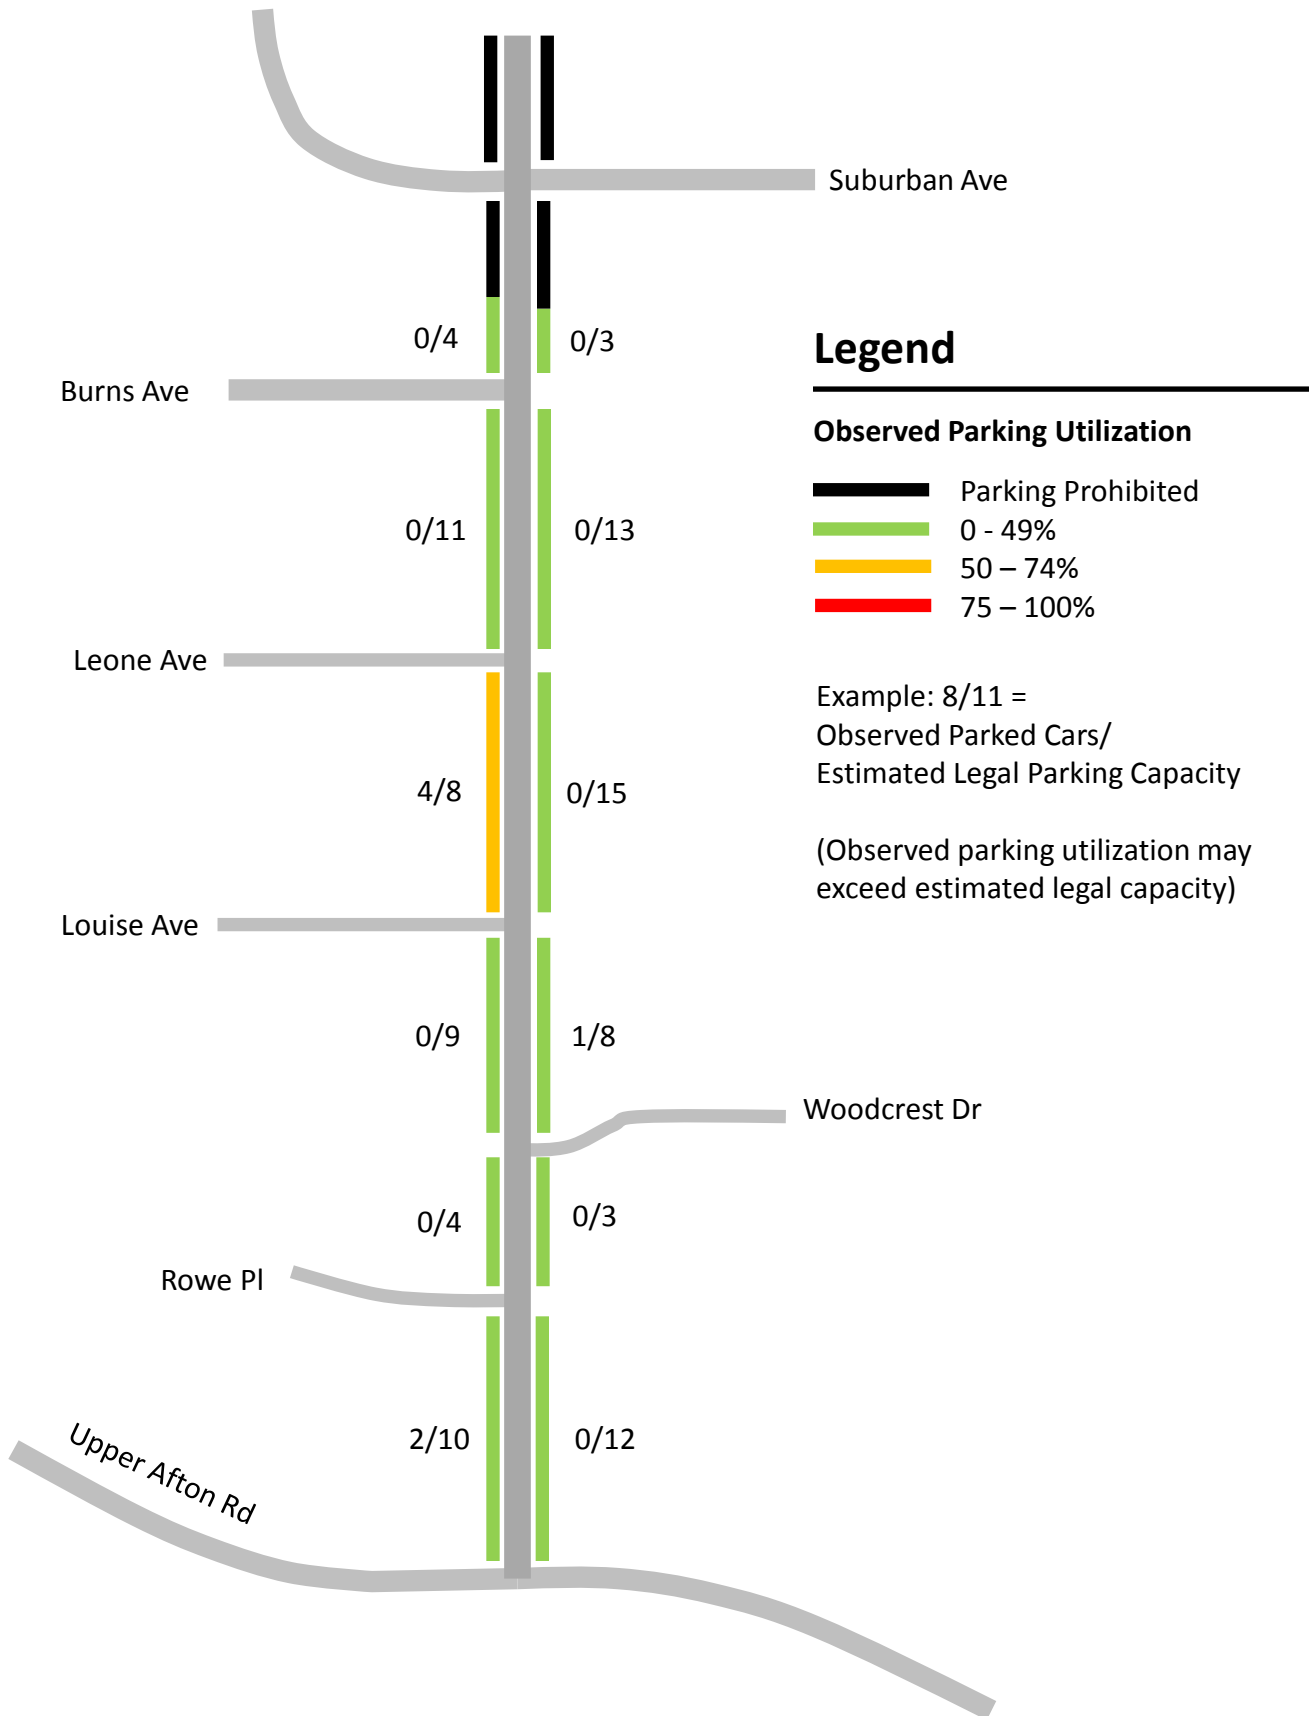 Suburban Ave
0/4
0/3
Burns Ave
0/11
0/13
Leone Ave
4/8
0/15
Louise Ave
0/9
1/8
Woodcrest Dr
0/4
0/3
Rowe Pl
2/10
0/12
Upper Afton Rd
Legend
Observed Parking Utilization
Parking Prohibited
0 - 49%
50 – 74%
75 – 100%
Example: 8/11 =
Observed Parked Cars/
Estimated Legal Parking Capacity
(Observed parking utilization may
exceed estimated legal capacity)